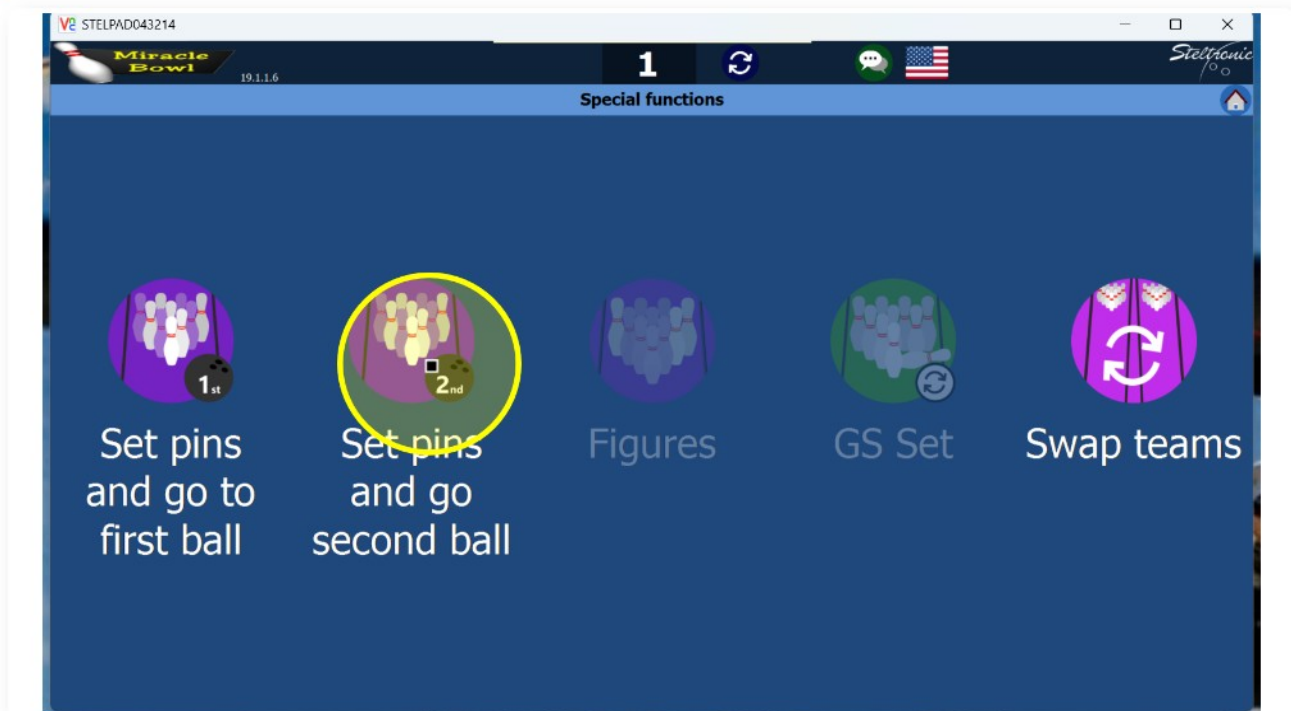 V2 STELPAD043214
Miracle
Bowl
19.1.1.6
1
Steltronic
Special functions
1st
2nd
Set pins
and go to
first ball
Set pins
and go
second ball
Figures
GS Set
Swap teams